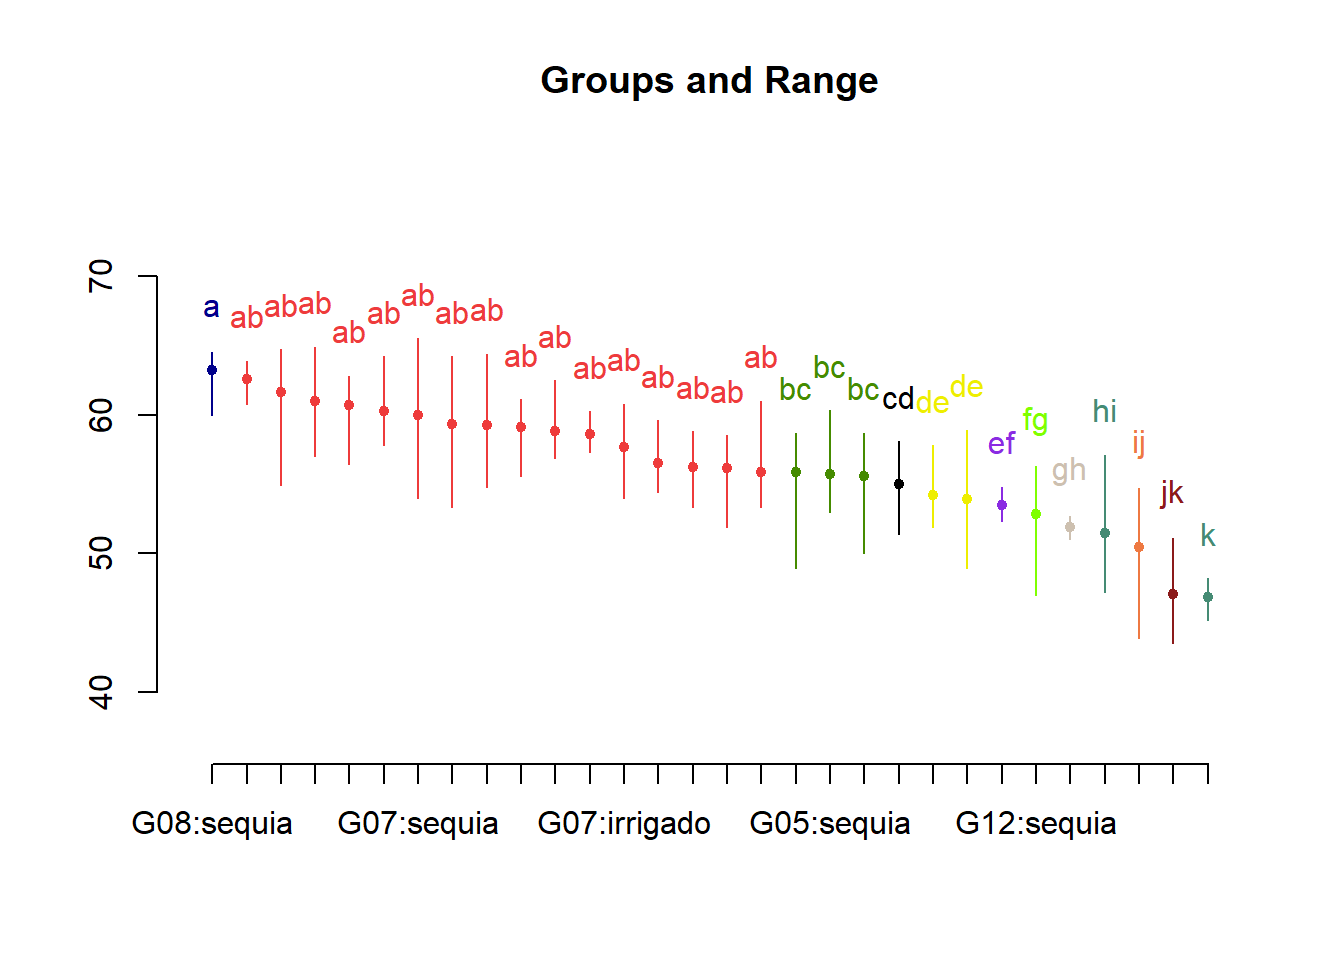 Groups and Range
70
60
50
40
a ab ab ab ab ab ab ab ab ab ab ab ab ab ab ab ab bc bc bc cd de de ef fg gh hi ij jk k
G08:sequia G07:sequia G07:irrigado G05:sequia G12:sequia